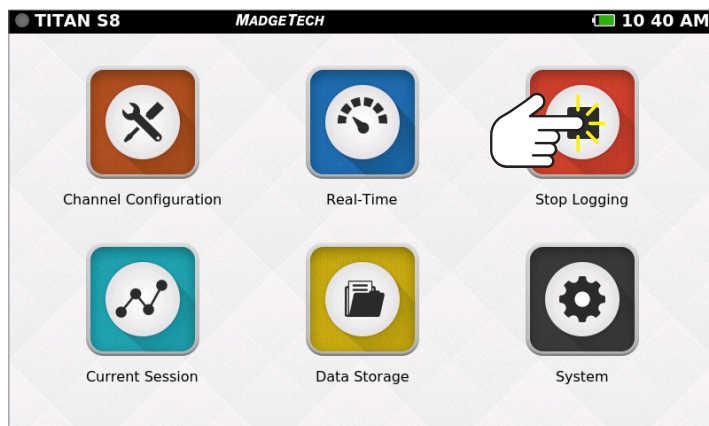 TITAN S8 MADGETECH 10 40 AM
Channel Configuration Real-Time Stop Logging
Current Session Data Storage System